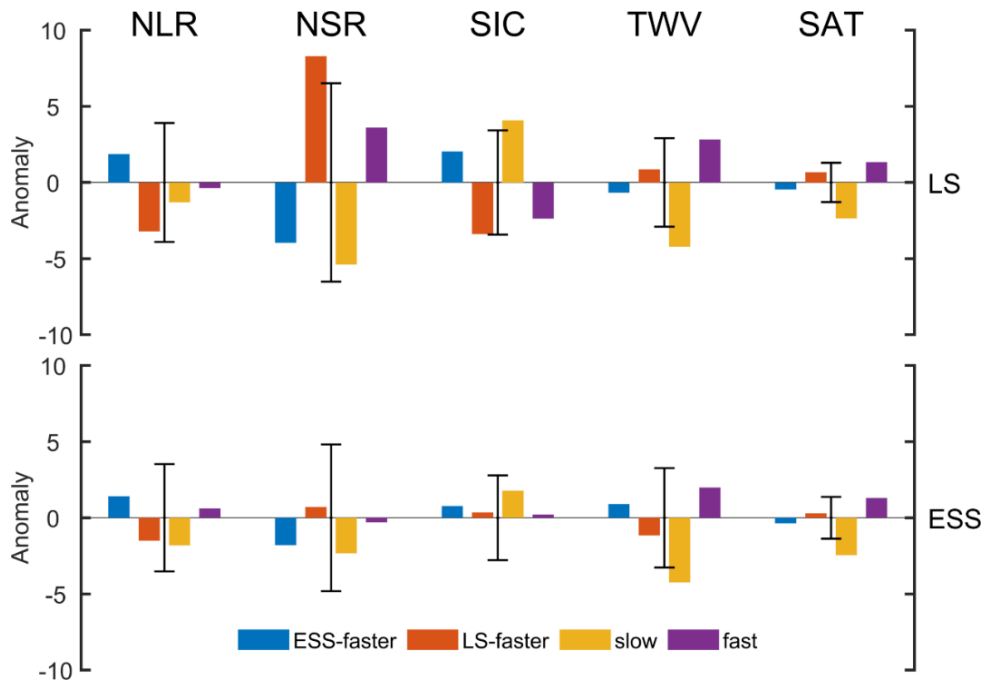 NLR NSR SIC TWV SAT
10
5
0
-5
-10
Anomaly
LS
10
5
0
-5
-10
Anomaly
ESS
ESS-faster LS-faster slow fast